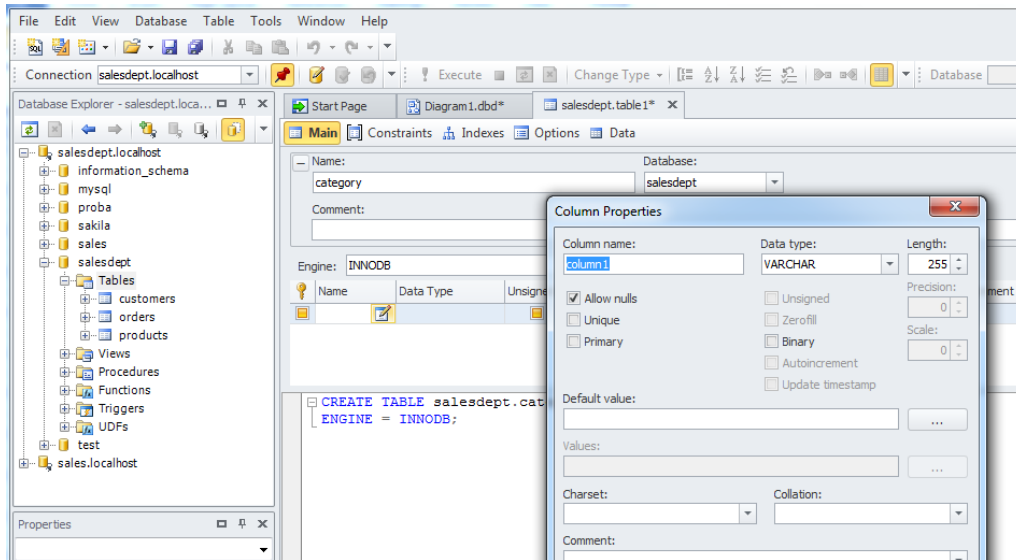 File Edit View Database Table Tools Window Help
SQL
Connection salesdept.localhost Execute Change Type Database
Database Explorer - salesdept.loca...
Start Page Diagram1.dbd* salesdept.table1*
Main Constraints Indexes Options Data
salesdept.localhost
information_schema
mysql
proba
sakila
sales
salesdept
Tables
customers
orders
products
Views
Procedures
Functions
Triggers
UDFs
test
sales.localhost
Properties
Name: Database:
category salesdept
Comment:
Engine: INNODB
Name Data Type Unsigne
CREATE TABLE salesdept.cat
ENGINE = INNODB;
Column Properties
Column name: Data type: Length:
column1 VARCHAR 255
Allow nulls Unsigned Precision:
0
Unique Zerofill Scale:
Primary Binary 0
Autoincrement
Update timestamp
Default value:
...
Values:
...
Charset: Collation:
Comment:
ment